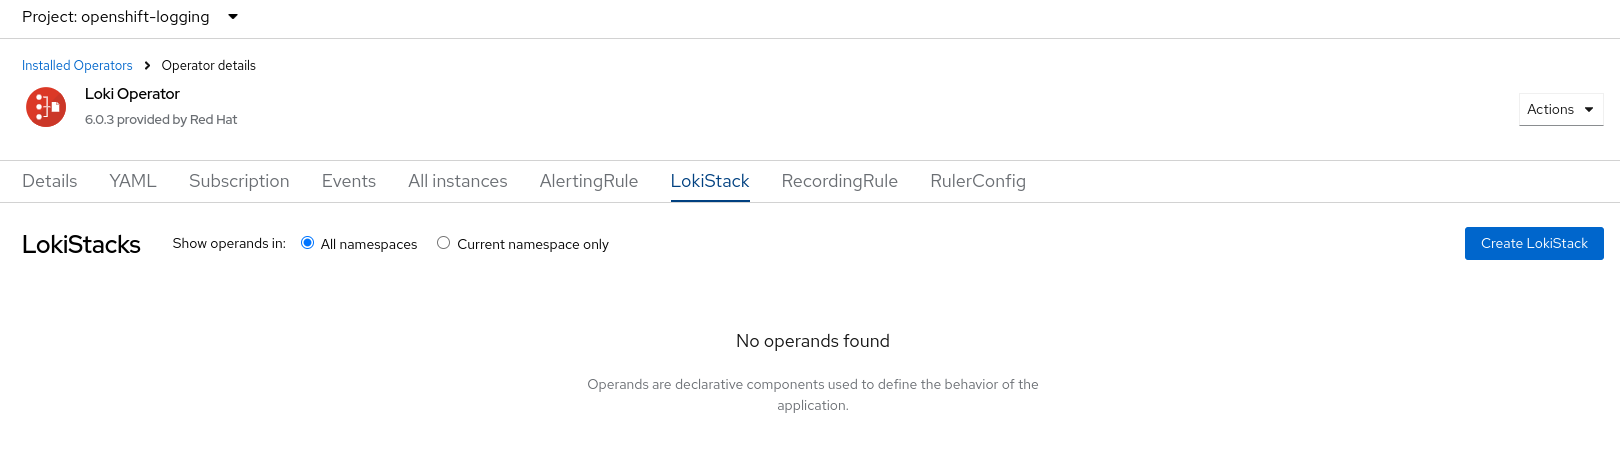 Project: openshift-logging
Installed Operators Operator details
Loki Operator
6.0.3 provided by Red Hat
Actions
Details YAML Subscription Events All instances AlertingRule LokiStack RecordingRule RulerConfig
LokiStacks Show operands in: All namespaces Current namespace only Create LokiStack
No operands found
Operands are declarative components used to define the behavior of the
application.